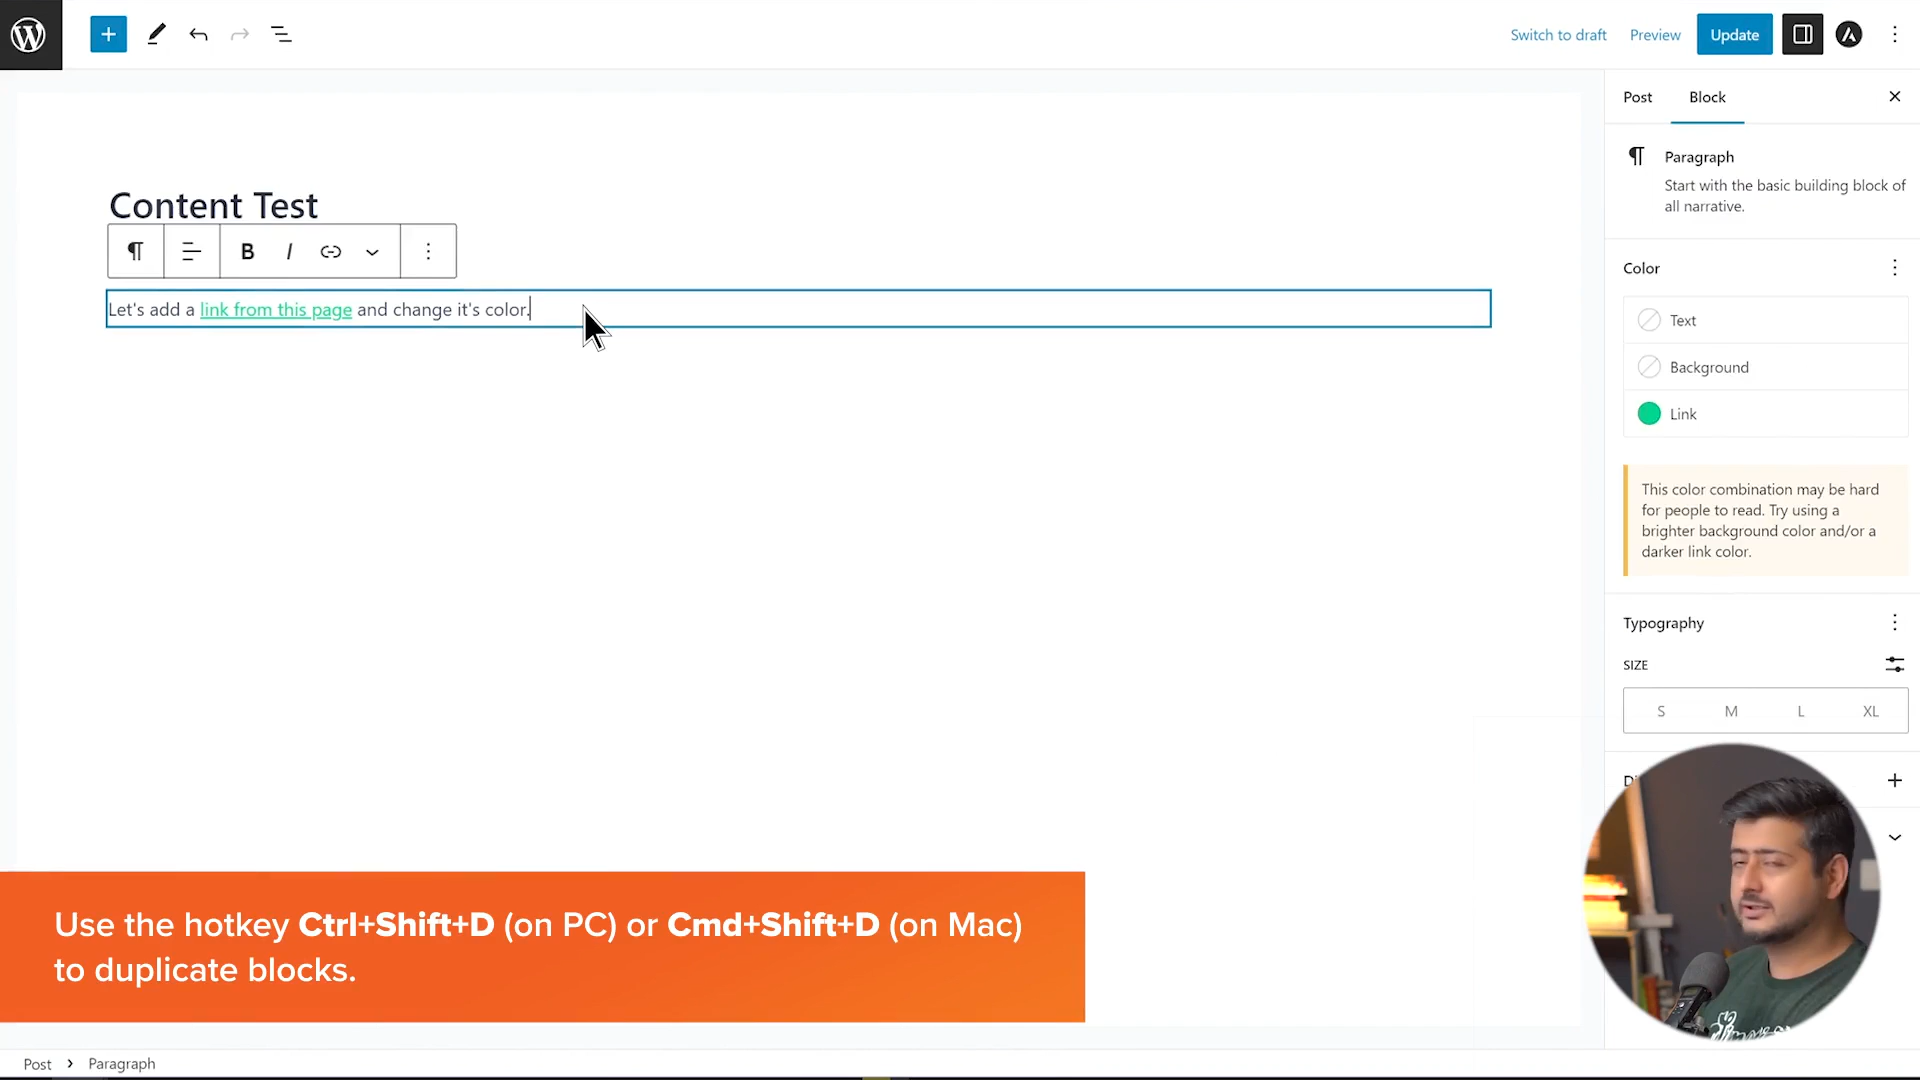 Switch to draft
Preview
Update
Post
Block
Paragraph
Start with the basic building block of
all narrative.
Content Test
B I
Let's add a link from this page and change it's color.
Color
Text
Background
Link
This color combination may be hard
for people to read. Try using a
brighter background color and/or a
darker link color.
Typography
SIZE
S M L XL
Use the hotkey Ctrl+Shift+D (on PC) or Cmd+Shift+D (on Mac)
to duplicate blocks.
Post > Paragraph